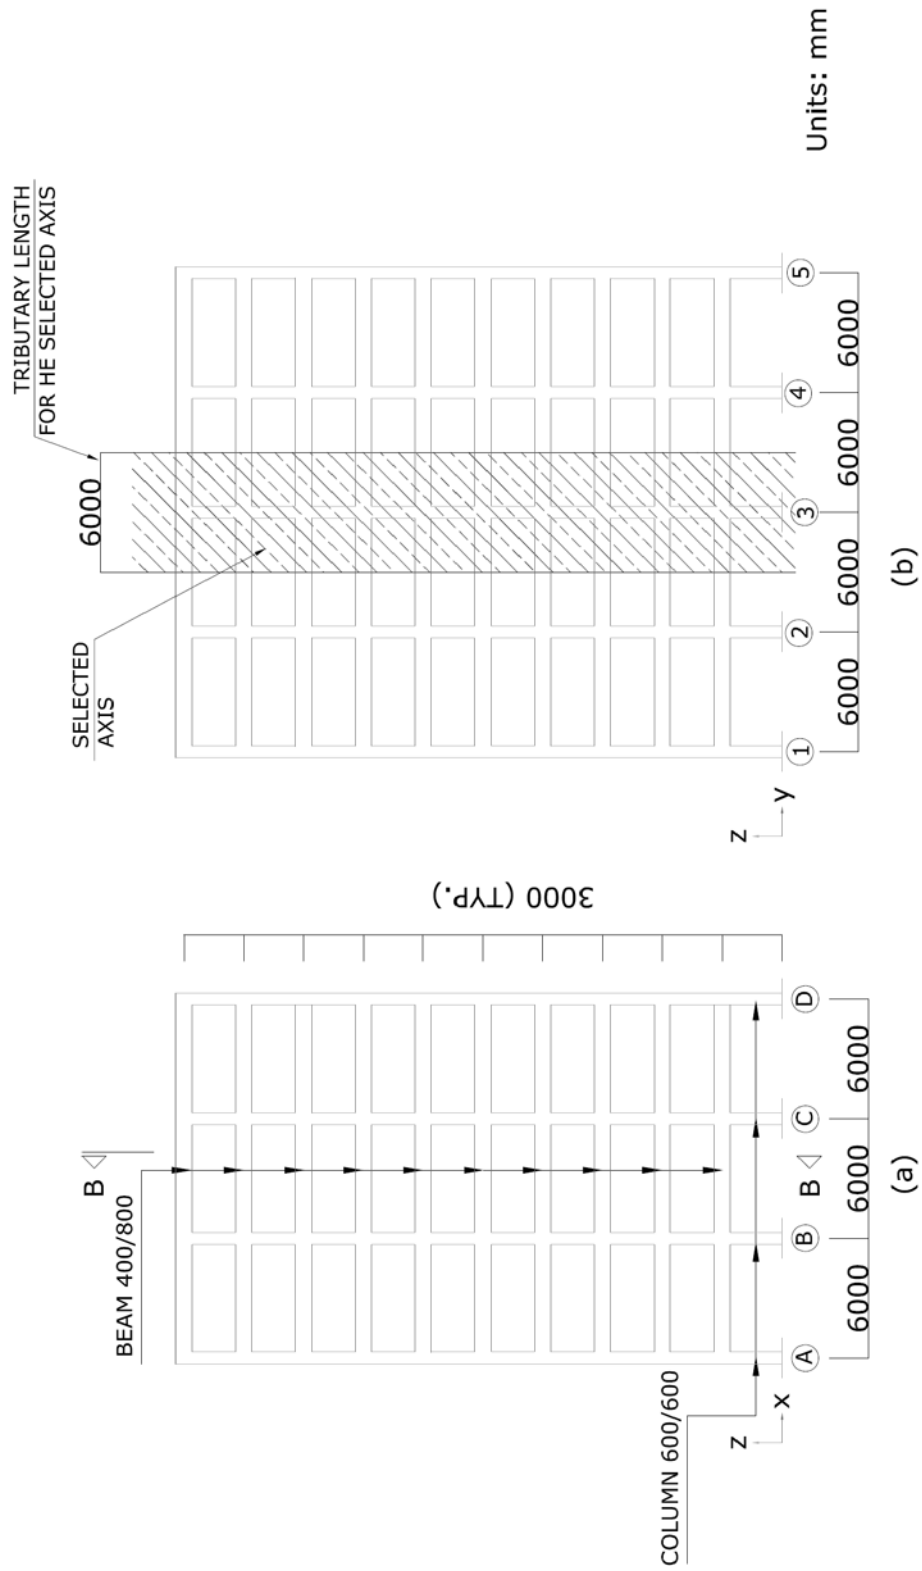 B
BEAM 400/800
COLUMN 600/600
3000 (TYP.)
z
x
A
B
C
D
B
6000
6000
6000
(a)
TRIBUTARY LENGTH
FOR HE SELECTED AXIS
6000
SELECTED
AXIS
z
y
1
2
3
4
5
6000
6000
6000
6000
(b)
Units: mm